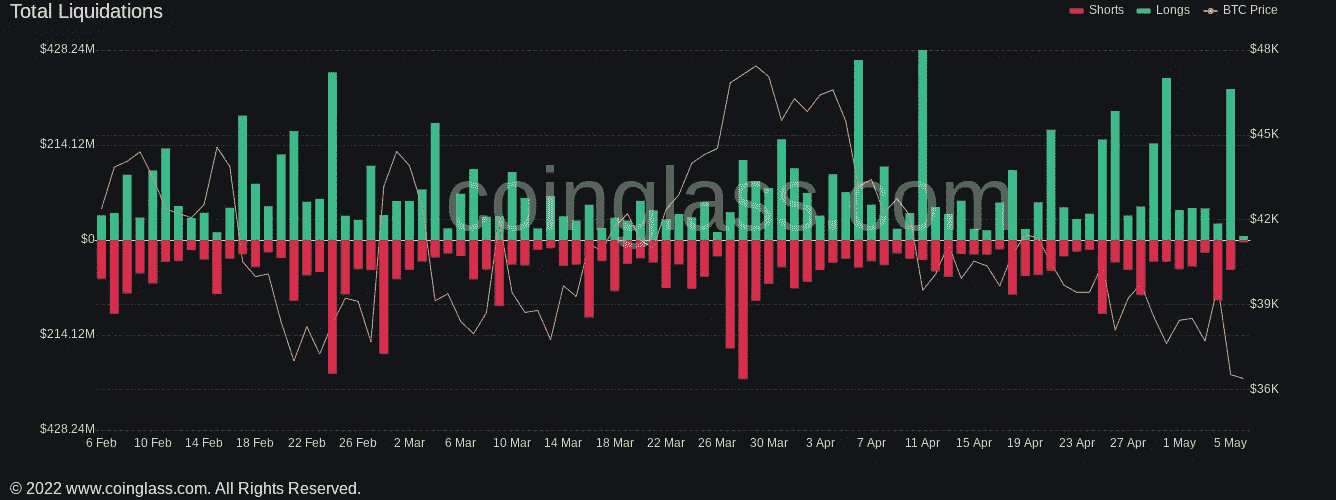 Total Liquidations
Shorts Longs BTC Price
$428.24M $48K
$45K
$214.12M
$42K
$0
$39K
$214.12M
$36K
$428.24M
6 Feb 10 Feb 14 Feb 18 Feb 22 Feb 26 Feb 2 Mar 6 Mar 10 Mar 14 Mar 18 Mar 22 Mar 26 Mar 30 Mar 3 Apr 7 Apr 11 Apr 15 Apr 19 Apr 23 Apr 27 Apr 1 May 5 May
coinglass.com
© 2022 www.coinglass.com. All Rights Reserved.